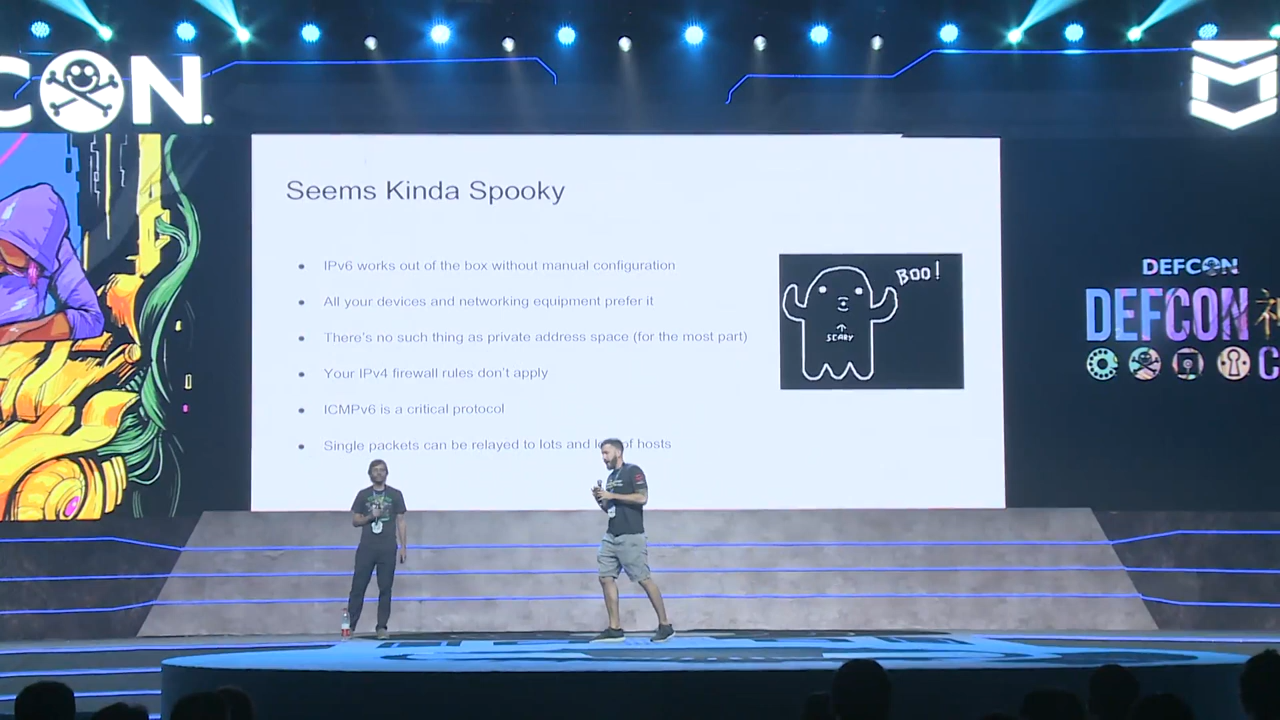 CON.
Seems Kinda Spooky
IPv6 works out of the box without manual configuration
All your devices and networking equipment prefer it
There's no such thing as private address space (for the most part)
Your IPv4 firewall rules don't apply
ICMPv6 is a critical protocol
Single packets can be relayed to lots and of hosts
BOO!
SCARY
DEFCON
DEFCON 神
C